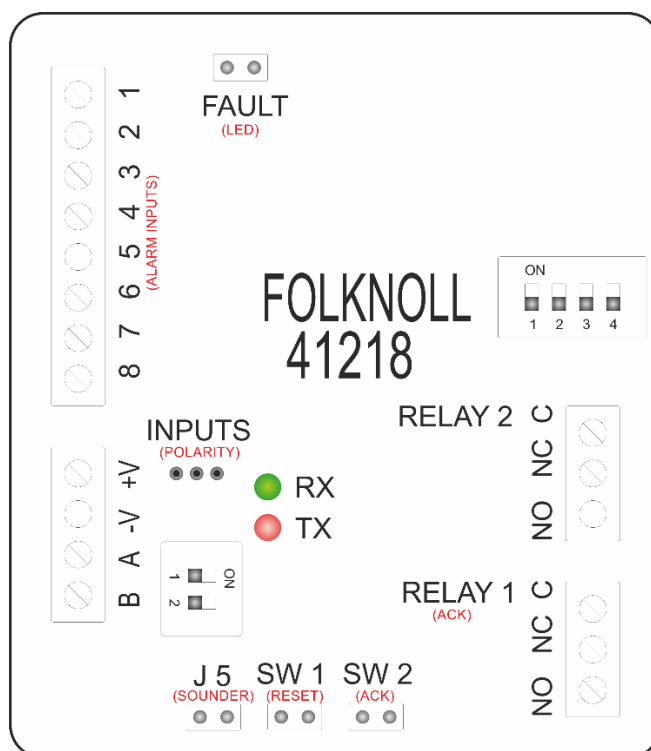 FAULT
(LED)
1
2
3
4
5
6
7
8
(ALARM INPUTS)
FOLKNOLL
41218
ON
1 2 3 4
RELAY 2
C
NC
NO
INPUTS
(POLARITY)
+V
-V
A
B
RX
TX
ON
1
2
RELAY 1
(ACK)
C
NC
NO
J 5
(SOUNDER)
SW 1
(RESET)
SW 2
(ACK)